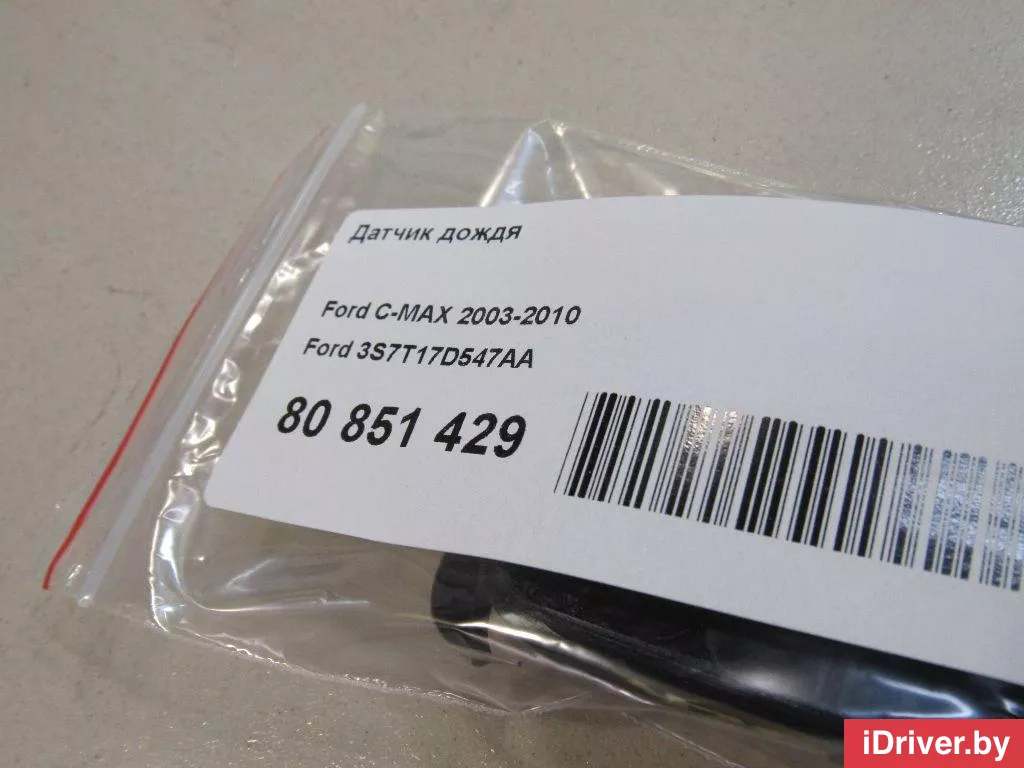 Датчик дождя
Ford C-MAX 2003-2010
Ford 3S7T17D547AA
80 851 429
iDriver.by